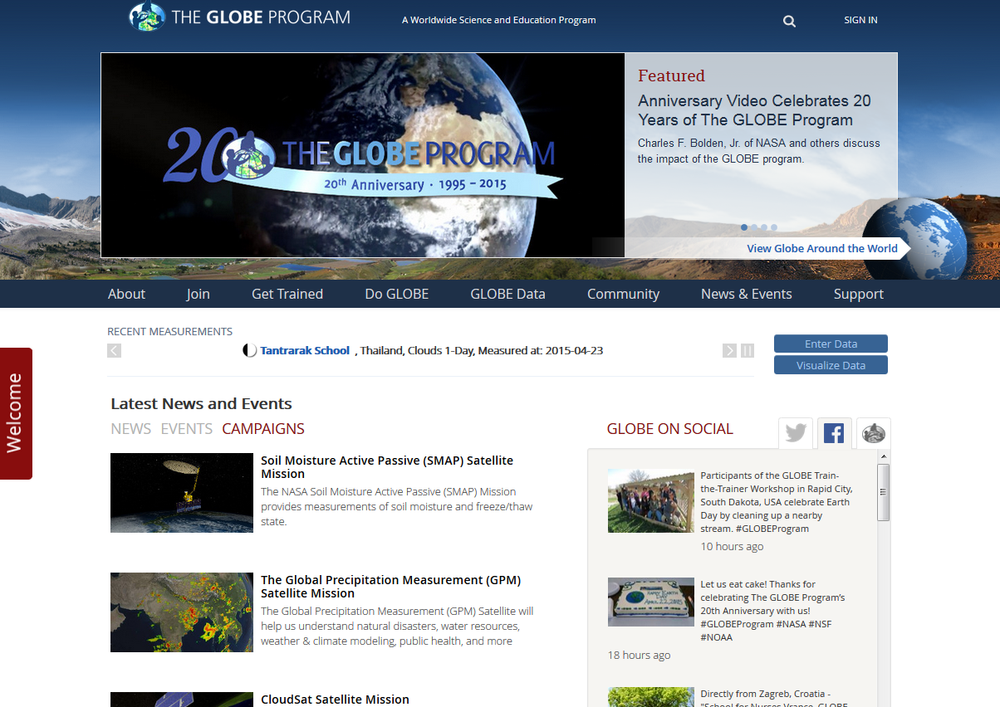 THE GLOBE PROGRAM
A Worldwide Science and Education Program
SIGN IN
20 THE GLOBE PROGRAM
20th Anniversary · 1995 – 2015
Featured
Anniversary Video Celebrates 20
Years of The GLOBE Program
Charles F. Bolden, Jr. of NASA and others discuss
the impact of the GLOBE program.
View Globe Around the World
About
Join
Get Trained
Do GLOBE
GLOBE Data
Community
News & Events
Support
RECENT MEASUREMENTS
Tantrarak School , Thailand, Clouds 1-Day, Measured at: 2015-04-23
Enter Data
Visualize Data
Welcome
Latest News and Events
NEWS EVENTS CAMPAIGNS
Soil Moisture Active Passive (SMAP) Satellite
Mission
The NASA Soil Moisture Active Passive (SMAP) Mission
provides measurements of soil moisture and freeze/thaw
state.
The Global Precipitation Measurement (GPM)
Satellite Mission
The Global Precipitation Measurement (GPM) Satellite will
help us understand natural disasters, water resources,
weather & climate modeling, public health, and more
CloudSat Satellite Mission
GLOBE ON SOCIAL
Participants of the GLOBE Train-
the-Trainer Workshop in Rapid City,
South Dakota, USA celebrate Earth
Day by cleaning up a nearby
stream. #GLOBEProgram
10 hours ago
Let us eat cake! Thanks for
celebrating The GLOBE Program's
20th Anniversary with us!
#GLOBEProgram #NASA #NSF
#NOAA
18 hours ago
Directly from Zagreb, Croatia -
"School for Nurses Vrapce, GLOBE